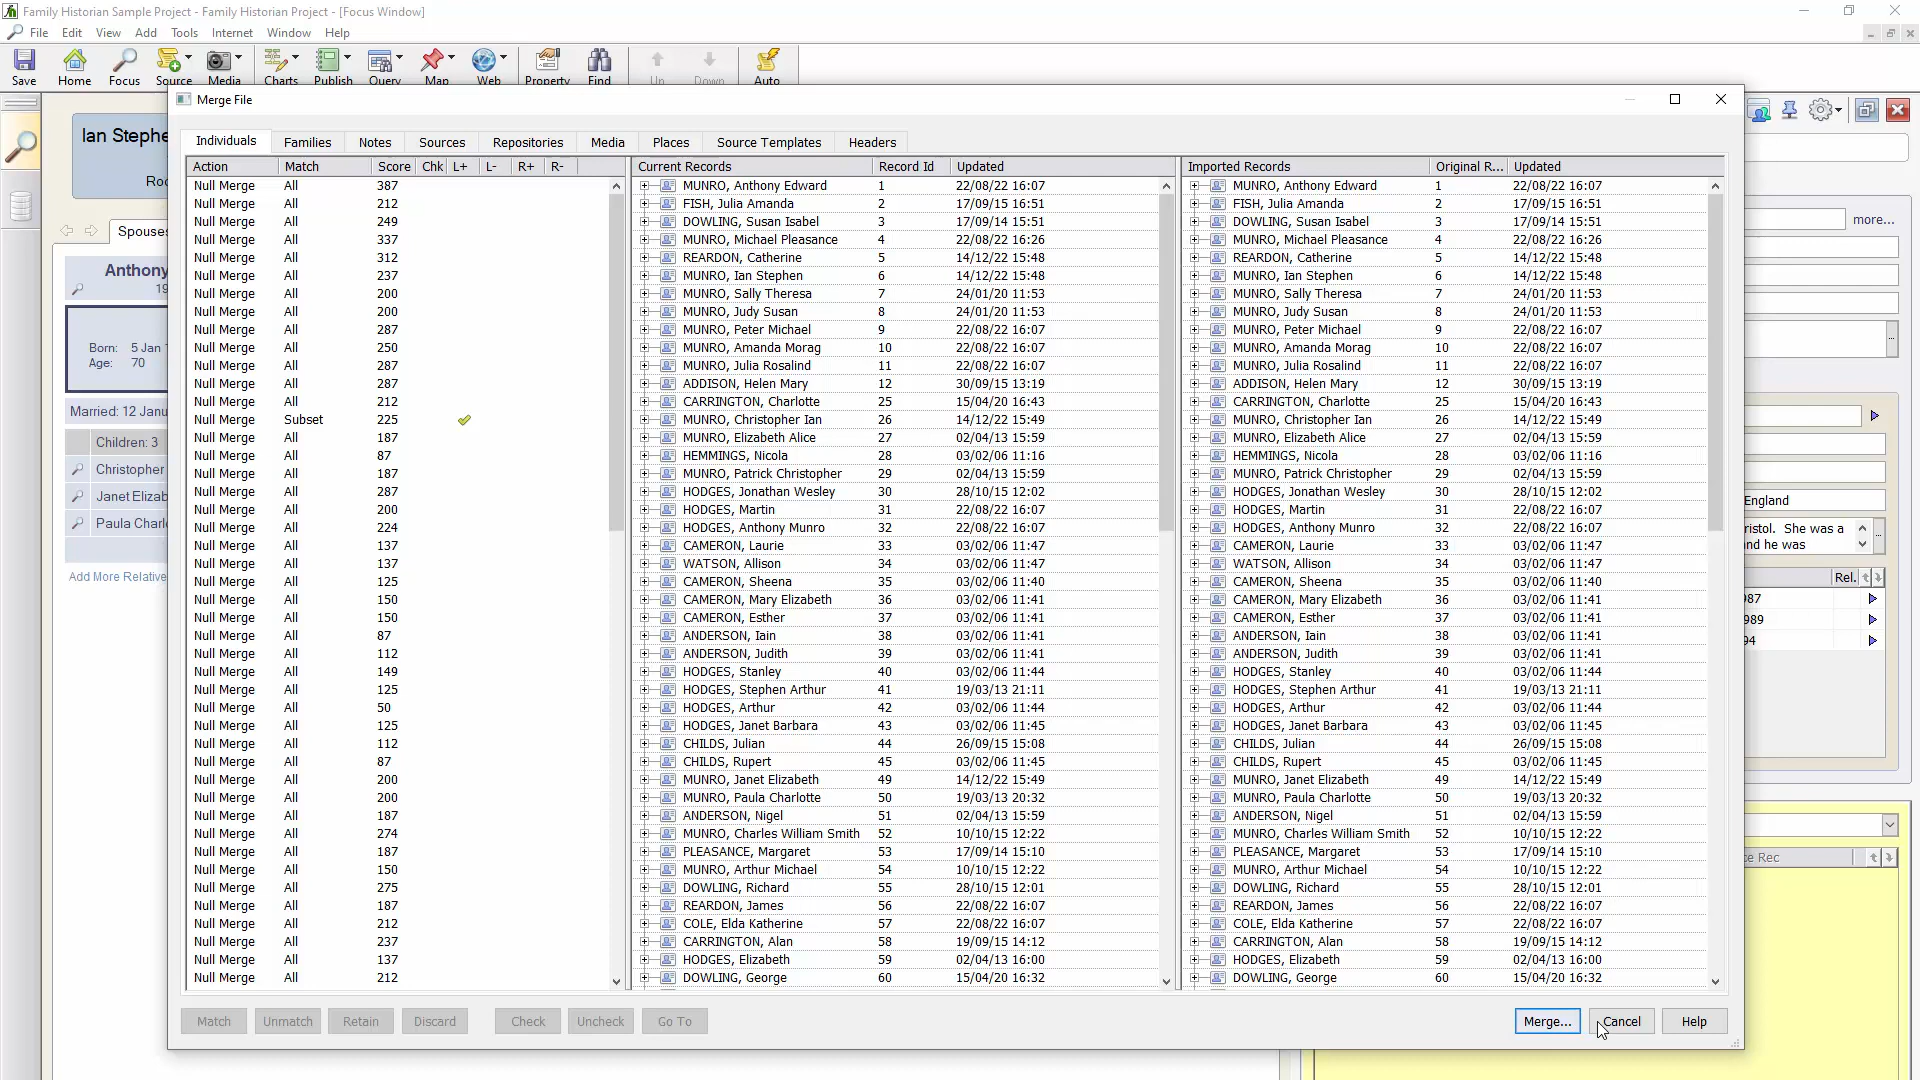 Family Historian Sample Project - Family Historian Project - [Focus Window]
File Edit View Add Tools Internet Window Help
Save Home Focus Source Media Charts Publish Query Map Web Property Find Up Down Auto
Merge File
Ian Stephe
Roo
Spouses
Anthony
19
Born: 5 Jan 1
Age: 70
Married: 12 Janu
Children: 3
Christopher
Janet Elizab
Paula Charlo
Add More Relative
Individuals Families Notes Sources Repositories Media Places Source Templates Headers
Action Match Score Chk L+ L- R+ R- Current Records Record Id Updated Imported Records Original R... Updated
Null Merge All 387 MUNRO, Anthony Edward 1 22/08/22 16:07 MUNRO, Anthony Edward 1 22/08/22 16:07
Null Merge All 212 FISH, Julia Amanda 2 17/09/15 16:51 FISH, Julia Amanda 2 17/09/15 16:51
Null Merge All 249 DOWLING, Susan Isabel 3 17/09/14 15:51 DOWLING, Susan Isabel 3 17/09/14 15:51
Null Merge All 337 MUNRO, Michael Pleasance 4 22/08/22 16:26 MUNRO, Michael Pleasance 4 22/08/22 16:26
Null Merge All 312 REARDON, Catherine 5 14/12/22 15:48 REARDON, Catherine 5 14/12/22 15:48
Null Merge All 237 MUNRO, Ian Stephen 6 14/12/22 15:48 MUNRO, Ian Stephen 6 14/12/22 15:48
Null Merge All 200 MUNRO, Sally Theresa 7 24/01/20 11:53 MUNRO, Sally Theresa 7 24/01/20 11:53
Null Merge All 200 MUNRO, Judy Susan 8 24/01/20 11:53 MUNRO, Judy Susan 8 24/01/20 11:53
Null Merge All 287 MUNRO, Peter Michael 9 22/08/22 16:07 MUNRO, Peter Michael 9 22/08/22 16:07
Null Merge All 250 MUNRO, Amanda Morag 10 22/08/22 16:07 MUNRO, Amanda Morag 10 22/08/22 16:07
Null Merge All 287 MUNRO, Julia Rosalind 11 22/08/22 16:07 MUNRO, Julia Rosalind 11 22/08/22 16:07
Null Merge All 287 ADDISON, Helen Mary 12 30/09/15 13:19 ADDISON, Helen Mary 12 30/09/15 13:19
Null Merge All 212 CARRINGTON, Charlotte 25 15/04/20 16:43 CARRINGTON, Charlotte 25 15/04/20 16:43
Null Merge Subset 225 MUNRO, Christopher Ian 26 14/12/22 15:49 MUNRO, Christopher Ian 26 14/12/22 15:49
Null Merge All 187 MUNRO, Elizabeth Alice 27 02/04/13 15:59 MUNRO, Elizabeth Alice 27 02/04/13 15:59
Null Merge All 87 HEMMINGS, Nicola 28 03/02/06 11:16 HEMMINGS, Nicola 28 03/02/06 11:16
Null Merge All 187 MUNRO, Patrick Christopher 29 02/04/13 15:59 MUNRO, Patrick Christopher 29 02/04/13 15:59
Null Merge All 287 HODGES, Jonathan Wesley 30 28/10/15 12:02 HODGES, Jonathan Wesley 30 28/10/15 12:02
Null Merge All 200 HODGES, Martin 31 22/08/22 16:07 HODGES, Martin 31 22/08/22 16:07
Null Merge All 224 HODGES, Anthony Munro 32 22/08/22 16:07 HODGES, Anthony Munro 32 22/08/22 16:07
Null Merge All 137 CAMERON, Laurie 33 03/02/06 11:47 CAMERON, Laurie 33 03/02/06 11:47
Null Merge All 137 WATSON, Allison 34 03/02/06 11:47 WATSON, Allison 34 03/02/06 11:47
Null Merge All 125 CAMERON, Sheena 35 03/02/06 11:40 CAMERON, Sheena 35 03/02/06 11:40
Null Merge All 150 CAMERON, Mary Elizabeth 36 03/02/06 11:41 CAMERON, Mary Elizabeth 36 03/02/06 11:41
Null Merge All 150 CAMERON, Esther 37 03/02/06 11:41 CAMERON, Esther 37 03/02/06 11:41
Null Merge All 87 ANDERSON, Iain 38 03/02/06 11:41 ANDERSON, Iain 38 03/02/06 11:41
Null Merge All 112 ANDERSON, Judith 39 03/02/06 11:41 ANDERSON, Judith 39 03/02/06 11:41
Null Merge All 149 HODGES, Stanley 40 03/02/06 11:44 HODGES, Stanley 40 03/02/06 11:44
Null Merge All 125 HODGES, Stephen Arthur 41 19/03/13 21:11 HODGES, Stephen Arthur 41 19/03/13 21:11
Null Merge All 50 HODGES, Arthur 42 03/02/06 11:44 HODGES, Arthur 42 03/02/06 11:44
Null Merge All 125 HODGES, Janet Barbara 43 03/02/06 11:45 HODGES, Janet Barbara 43 03/02/06 11:45
Null Merge All 112 CHILDS, Julian 44 26/09/15 15:08 CHILDS, Julian 44 26/09/15 15:08
Null Merge All 87 CHILDS, Rupert 45 03/02/06 11:45 CHILDS, Rupert 45 03/02/06 11:45
Null Merge All 200 MUNRO, Janet Elizabeth 49 14/12/22 15:49 MUNRO, Janet Elizabeth 49 14/12/22 15:49
Null Merge All 200 MUNRO, Paula Charlotte 50 19/03/13 20:32 MUNRO, Paula Charlotte 50 19/03/13 20:32
Null Merge All 187 ANDERSON, Nigel 51 02/04/13 15:59 ANDERSON, Nigel 51 02/04/13 15:59
Null Merge All 274 MUNRO, Charles William Smith 52 10/10/15 12:22 MUNRO, Charles William Smith 52 10/10/15 12:22
Null Merge All 187 PLEASANCE, Margaret 53 17/09/14 15:10 PLEASANCE, Margaret 53 17/09/14 15:10
Null Merge All 150 MUNRO, Arthur Michael 54 10/10/15 12:22 MUNRO, Arthur Michael 54 10/10/15 12:22
Null Merge All 275 DOWLING, Richard 55 28/10/15 12:01 DOWLING, Richard 55 28/10/15 12:01
Null Merge All 187 REARDON, James 56 22/08/22 16:07 REARDON, James 56 22/08/22 16:07
Null Merge All 212 COLE, Elda Katherine 57 22/08/22 16:07 COLE, Elda Katherine 57 22/08/22 16:07
Null Merge All 237 CARRINGTON, Alan 58 19/09/15 14:12 CARRINGTON, Alan 58 19/09/15 14:12
Null Merge All 137 HODGES, Elizabeth 59 02/04/13 16:00 HODGES, Elizabeth 59 02/04/13 16:00
Null Merge All 212 DOWLING, George 60 15/04/20 16:32 DOWLING, George 60 15/04/20 16:32
Match Unmatch Retain Discard Check Uncheck Go To Merge... Cancel Help
more...
England
ristol. She was a
nd he was
Rel.
987
989
94
ce Rec